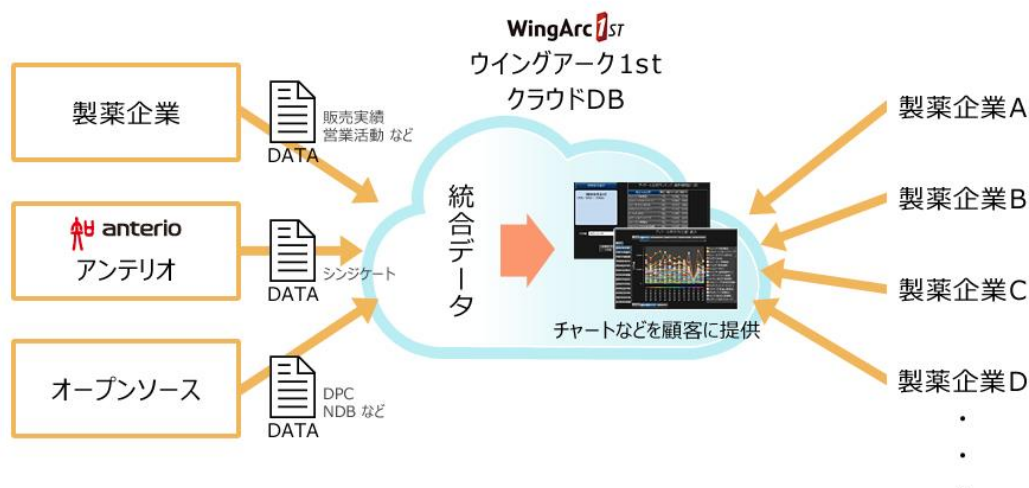 WingArc1ST
ウイングアーク1st
クラウドDB
製薬企業
DATA
販売実績
営業活動 など
anterio
アンテリオ
DATA
シンジケート
オープンソース
DATA
DPC
NDB など
統合データ
チャートなどを顧客に提供
製薬企業A
製薬企業B
製薬企業C
製薬企業D
・
・